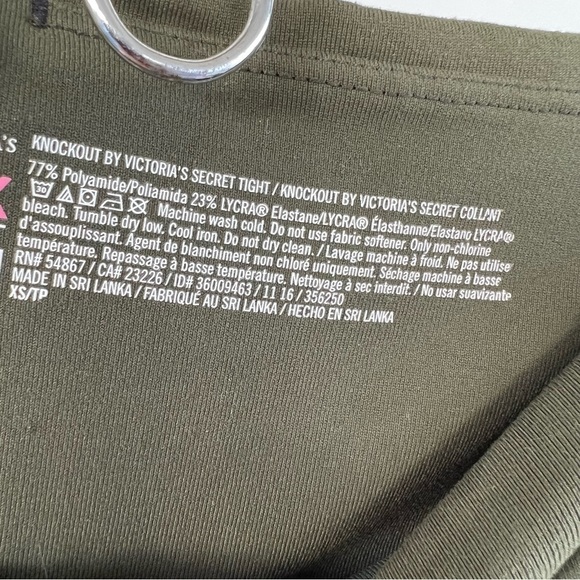 'S
KNOCKOUT BY VICTORIA'S SECRET TIGHT / KNOCKOUT BY VICTORIA'S SECRET COLLANT
77% Polyamide/Poliamida 23% LYCRA® Elastane/LYCRA® Élasthanne/Elastano LYCRA®
30 Machine wash cold. Do not use fabric softener. Only non-chlorine
bleach. Tumble dry low. Cool iron. Do not dry clean. / Lavage machine à froid. Ne pas utiliser
d'assouplissant. Agent de blanchiment non chloré uniquement. Séchage machine à basse
température. Repassage à basse température. Nettoyage à sec interdit. / No usar suavizante
RN# 54867 / CA# 23226 / ID# 36009463 / 11 16 / 356250
MADE IN SRI LANKA / FABRIQUÉ AU SRI LANKA / HECHO EN SRI LANKA
XS/TP